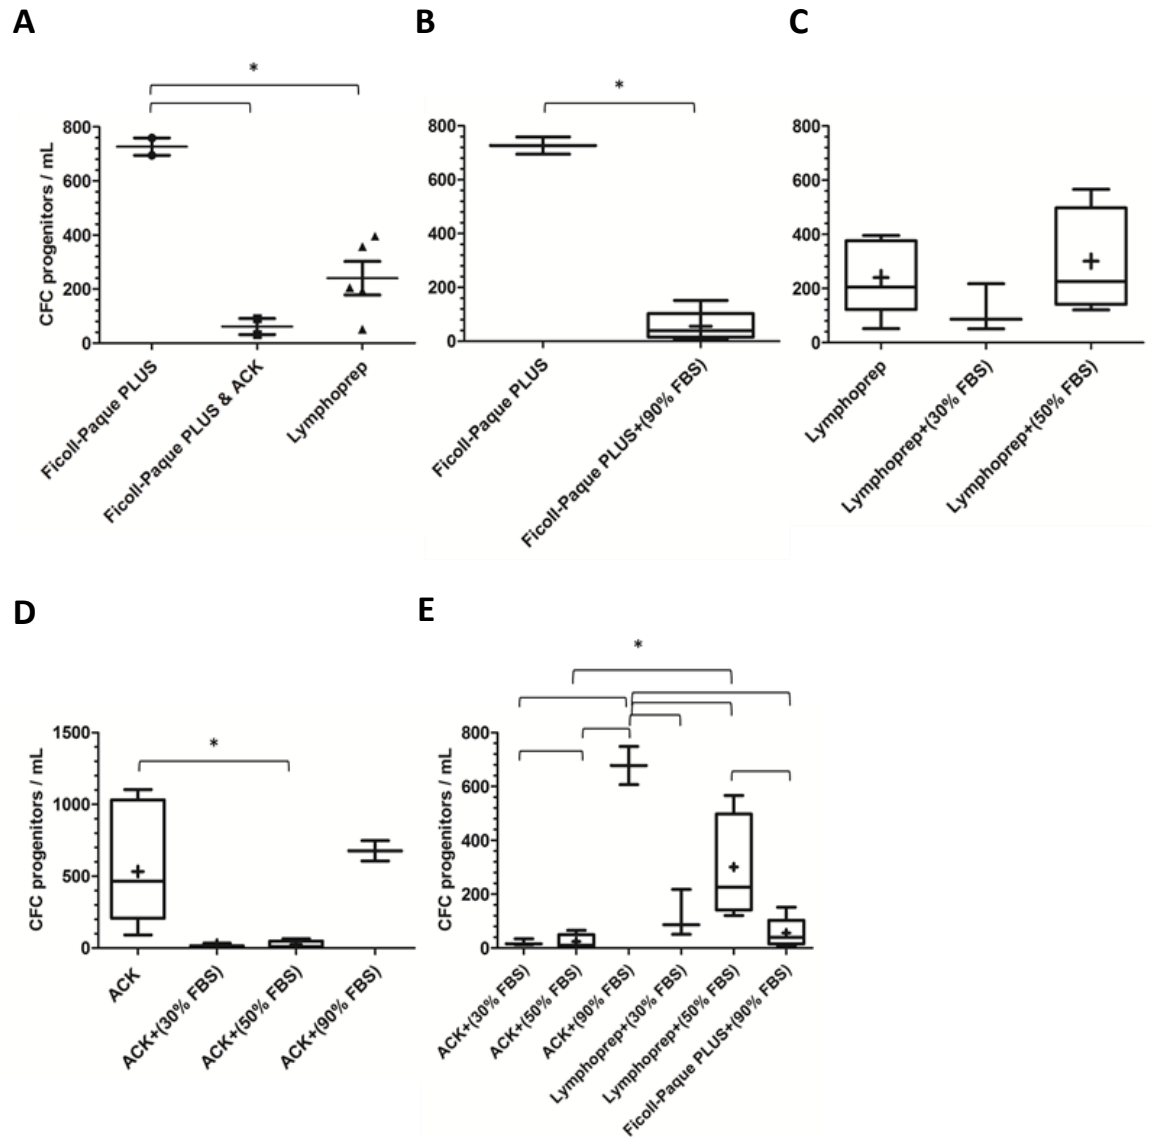 A
B
C
*
*
CFC progenitors / mL
800
600
400
200
0
Ficoll-Paque PLUS
Ficoll-Paque PLUS & ACK
Lymphoprep
800
600
400
200
0
Ficoll-Paque PLUS
Ficoll-Paque PLUS+(90% FBS)
800
600
400
200
0
Lymphoprep
Lymphoprep+(30% FBS)
Lymphoprep+(50% FBS)
D
E
*
*
CFC progenitors / mL
1500
1000
500
0
ACK
ACK+(30% FBS)
ACK+(50% FBS)
ACK+(90% FBS)
CFC progenitors / mL
800
600
400
200
0
ACK+(30% FBS)
ACK+(50% FBS)
ACK+(90% FBS)
Lymphoprep+(30% FBS)
Lymphoprep+(50% FBS)
Ficoll-Paque PLUS+(90% FBS)